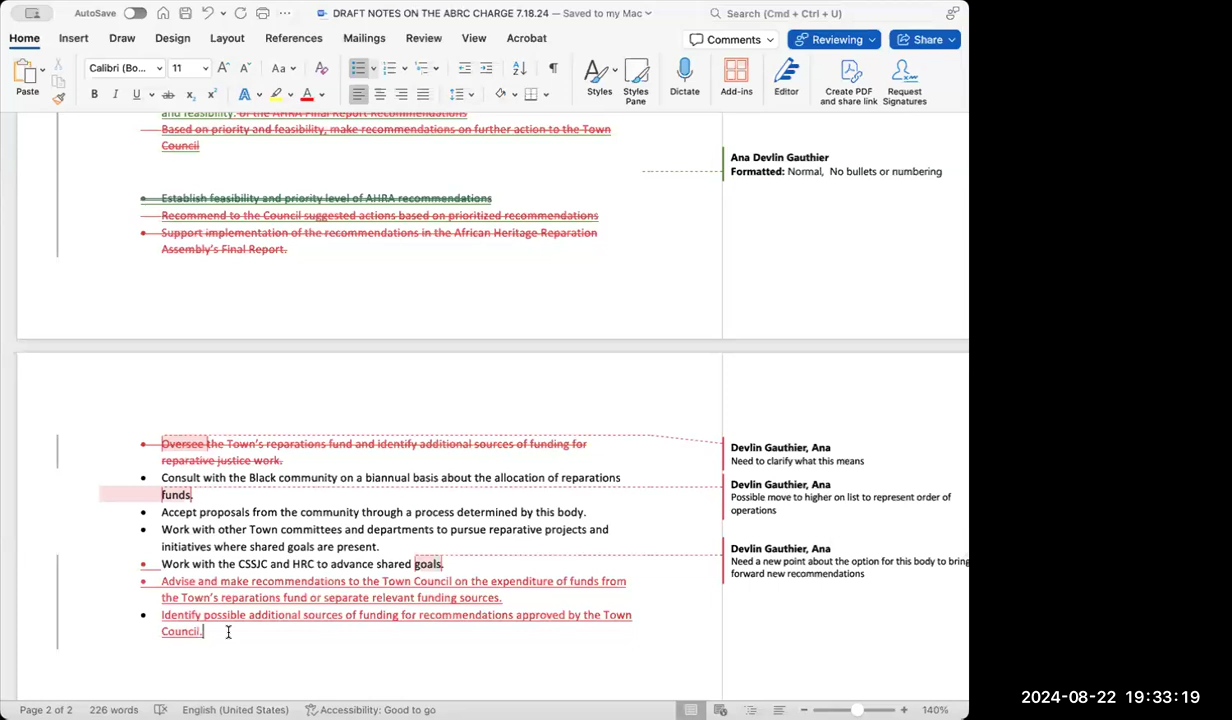 AutoSave
DRAFT NOTES ON THE ABRC CHARGE 7.18.24 — Saved to my Mac
Search (Cmd + Ctrl + U)
Home Insert Draw Design Layout References Mailings Review View Acrobat
Comments Reviewing Share
Paste
Calibri (Bo... 11
Styles
Styles Pane
Dictate
Add-ins
Editor
Create PDF and share link
Request Signatures
and feasibility. of the AHRA Final Report Recommendations
Based on priority and feasibility, make recommendations on further action to the Town
Council
Ana Devlin Gauthier
Formatted: Normal, No bullets or numbering
• Establish feasibility and priority level of AHRA recommendations
Recommend to the Council suggested actions based on prioritized recommendations
• Support implementation of the recommendations in the African Heritage Reparation
Assembly's Final Report.
• Oversee the Town's reparations fund and identify additional sources of funding for
reparative justice work.
• Consult with the Black community on a biannual basis about the allocation of reparations
funds.
• Accept proposals from the community through a process determined by this body.
• Work with other Town committees and departments to pursue reparative projects and
initiatives where shared goals are present.
• Work with the CSSJC and HRC to advance shared goals.
• Advise and make recommendations to the Town Council on the expenditure of funds from
the Town's reparations fund or separate relevant funding sources.
• Identify possible additional sources of funding for recommendations approved by the Town
Council.
Devlin Gauthier, Ana
Need to clarify what this means
Devlin Gauthier, Ana
Possible move to higher on list to represent order of
operations
Devlin Gauthier, Ana
Need a new point about the option for this body to bring
forward new recommendations
Page 2 of 2 226 words English (United States) Accessibility: Good to go 140%
2024-08-22 19:33:19